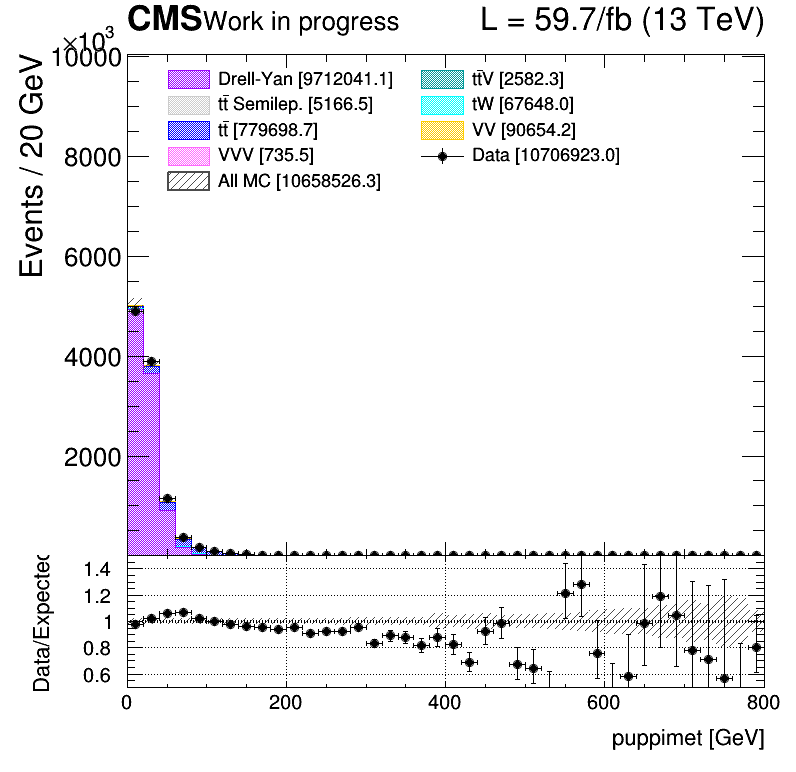 CMS Work in progress L = 59.7/fb (13 TeV)
×10³
10000
8000
6000
4000
2000
Events / 20 GeV
Drell-Yan [9712041.1]
tt̄ Semilep. [5166.5]
tt̄ [779698.7]
VVV [735.5]
All MC [10658526.3]
tt̄V [2582.3]
tW [67648.0]
VV [90654.2]
Data [10706923.0]
Data/Expected
1.4
1.2
1
0.8
0.6
0 200 400 600 800
puppimet [GeV]